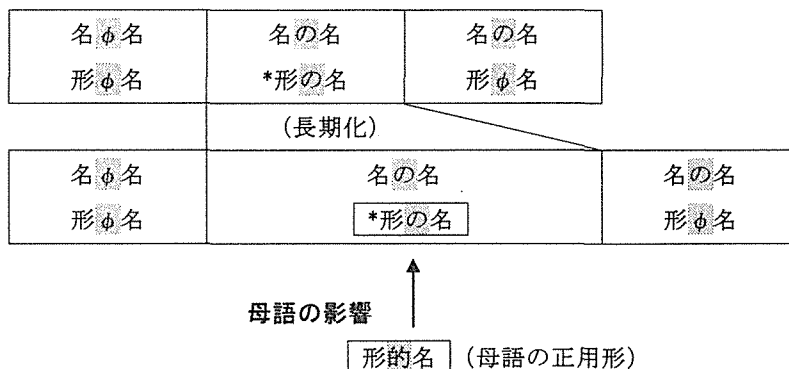 名φ名 名の名 名の名
形φ名 *形の名 形φ名
(長期化)
名φ名 名の名 名の名
形φ名 *形の名 形φ名
母語の影響
形的名 (母語の正用形)